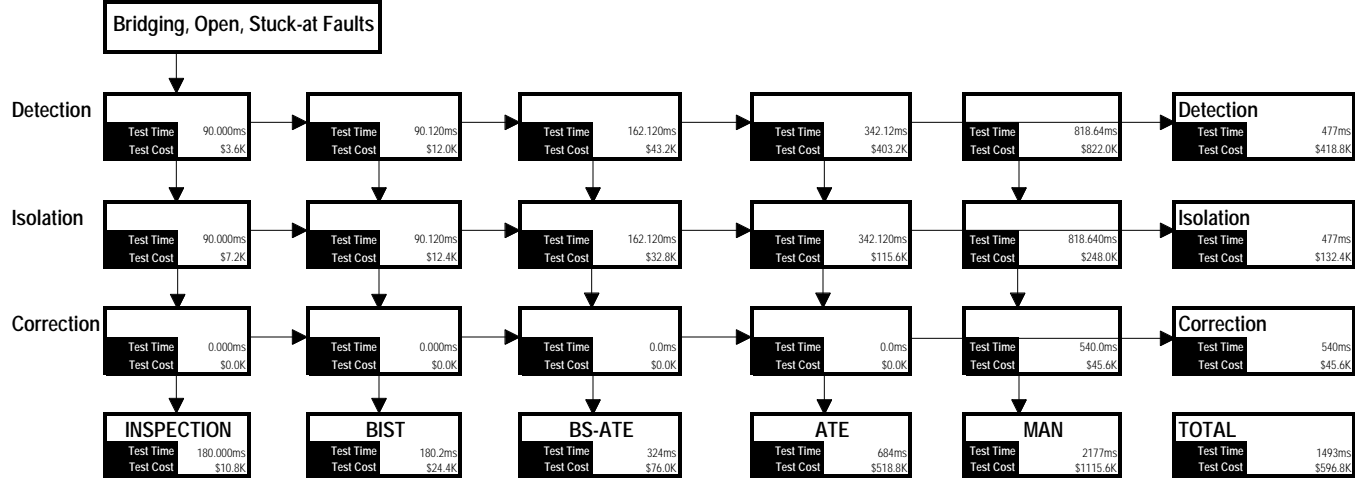 Bridging, Open, Stuck-at Faults
Detection
Test Time 90.000ms
Test Cost $3.6K
Test Time 90.120ms
Test Cost $12.0K
Test Time 162.120ms
Test Cost $43.2K
Test Time 342.12ms
Test Cost $403.2K
Test Time 818.64ms
Test Cost $822.0K
Detection
Test Time 477ms
Test Cost $418.8K
Isolation
Test Time 90.000ms
Test Cost $7.2K
Test Time 90.120ms
Test Cost $12.4K
Test Time 162.120ms
Test Cost $32.8K
Test Time 342.120ms
Test Cost $115.6K
Test Time 818.640ms
Test Cost $248.0K
Isolation
Test Time 477ms
Test Cost $132.4K
Correction
Test Time 0.000ms
Test Cost $0.0K
Test Time 0.000ms
Test Cost $0.0K
Test Time 0.0ms
Test Cost $0.0K
Test Time 0.0ms
Test Cost $0.0K
Test Time 540.0ms
Test Cost $45.6K
Correction
Test Time 540ms
Test Cost $45.6K
INSPECTION
Test Time 180.000ms
Test Cost $10.8K
BIST
Test Time 180.2ms
Test Cost $24.4K
BS-ATE
Test Time 324ms
Test Cost $76.0K
ATE
Test Time 684ms
Test Cost $518.8K
MAN
Test Time 2177ms
Test Cost $1115.6K
TOTAL
Test Time 1493ms
Test Cost $596.8K